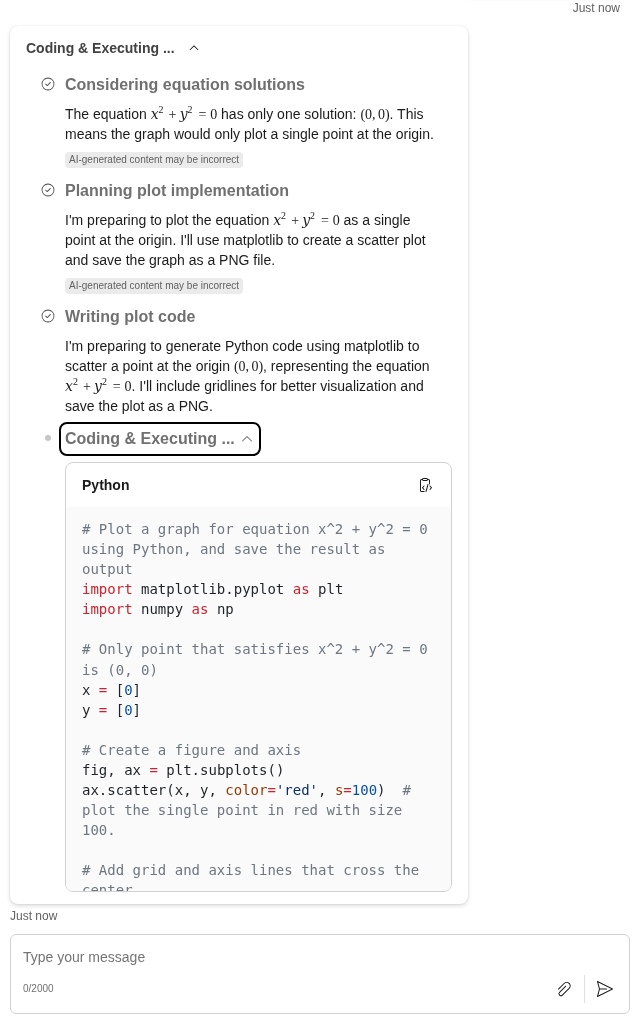 Just now
Coding & Executing ...
Considering equation solutions
The equation x² + y² = 0 has only one solution: (0, 0). This
means the graph would only plot a single point at the origin.
AI-generated content may be incorrect
Planning plot implementation
I'm preparing to plot the equation x² + y² = 0 as a single
point at the origin. I'll use matplotlib to create a scatter plot
and save the graph as a PNG file.
AI-generated content may be incorrect
Writing plot code
I'm preparing to generate Python code using matplotlib to
scatter a point at the origin (0, 0), representing the equation
x² + y² = 0. I'll include gridlines for better visualization and
save the plot as a PNG.
Coding & Executing ...
Python
# Plot a graph for equation x^2 + y^2 = 0
using Python, and save the result as
output
import matplotlib.pyplot as plt
import numpy as np
# Only point that satisfies x^2 + y^2 = 0
is (0, 0)
x = [0]
y = [0]
# Create a figure and axis
fig, ax = plt.subplots()
ax.scatter(x, y, color='red', s=100)  #
plot the single point in red with size
100.
# Add grid and axis lines that cross the
center
Just now
Type your message
0/2000